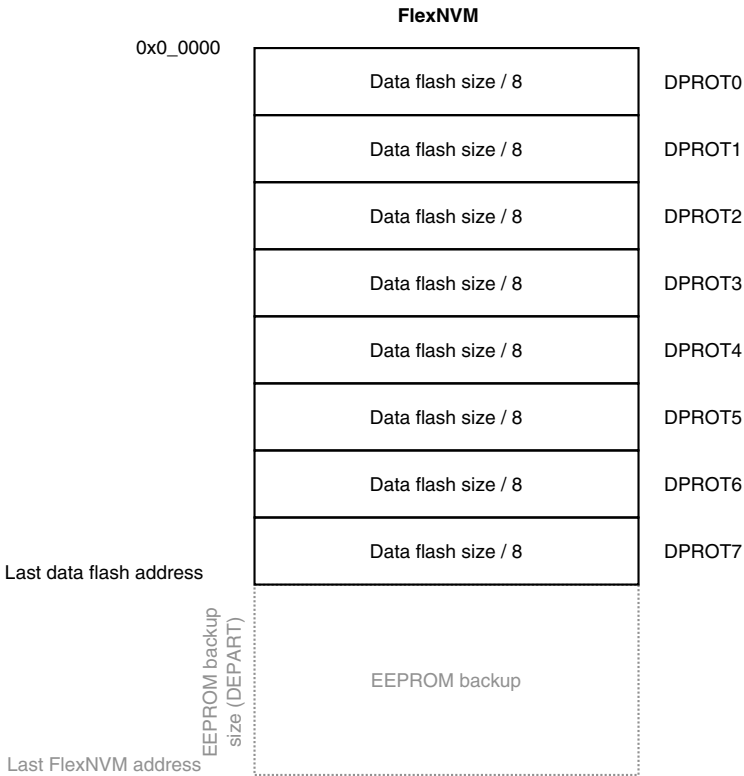 FlexNVM
0x0_0000
Data flash size / 8 DPROT0
Data flash size / 8 DPROT1
Data flash size / 8 DPROT2
Data flash size / 8 DPROT3
Data flash size / 8 DPROT4
Data flash size / 8 DPROT5
Data flash size / 8 DPROT6
Data flash size / 8 DPROT7
Last data flash address
EEPROM backup
size (DEPART)
EEPROM backup
Last FlexNVM address